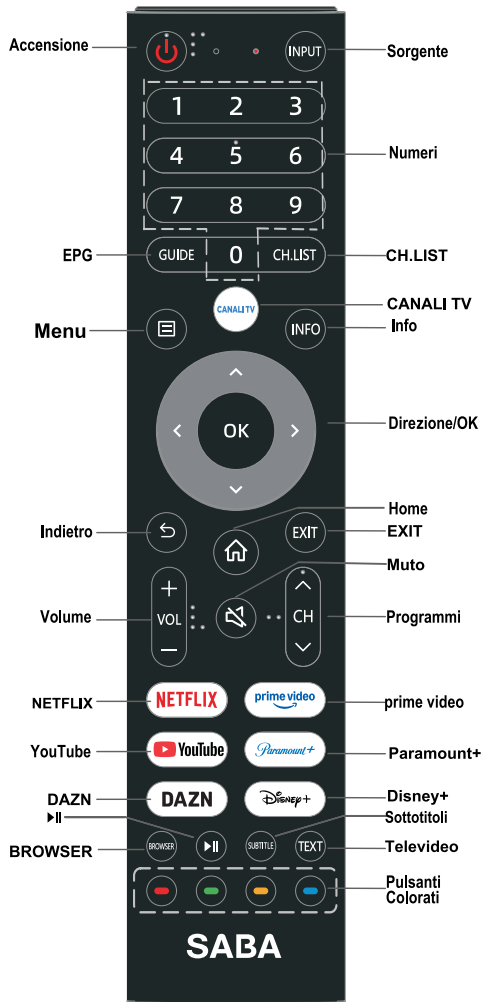 Accensione
INPUT
Sorgente
1 2 3
4 5 6
Numeri
7 8 9
EPG
GUIDE
0
CH.LIST
CH.LIST
CANALI TV
CANALI TV
Menu
INFO
Info
OK
Direzione/OK
Home
Indietro
EXIT
EXIT
Muto
+
Volume
VOL
CH
Programmi
−
NETFLIX
NETFLIX
prime video
prime video
YouTube
YouTube
Paramount+
Paramount+
DAZN
DAZN
Disney+
Disney+
Sottotitoli
BROWSER
BROWSER
SUBTITLE
TEXT
Televideo
Pulsanti
Colorati
SABA